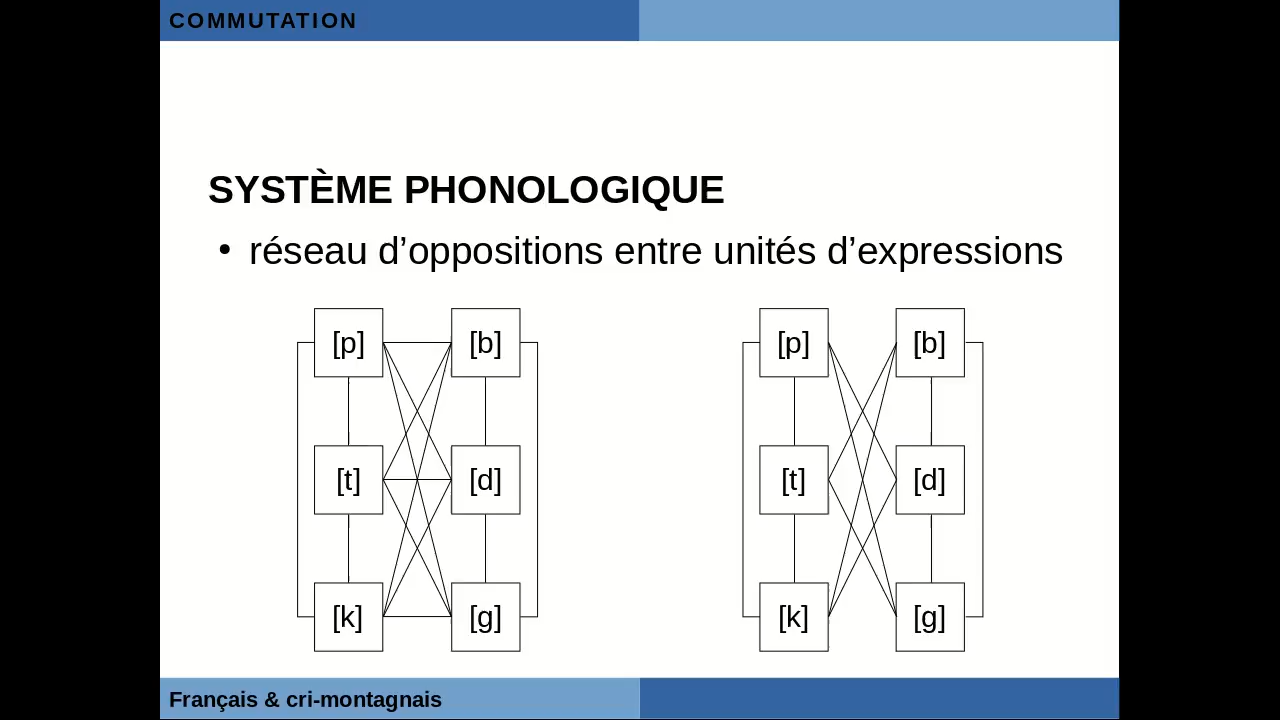 COMMUTATION
SYSTÈME PHONOLOGIQUE
• réseau d’oppositions entre unités d’expressions
[p] [b] [p] [b]
[t] [d] [t] [d]
[k] [g] [k] [g]
Français & cri-montagnais